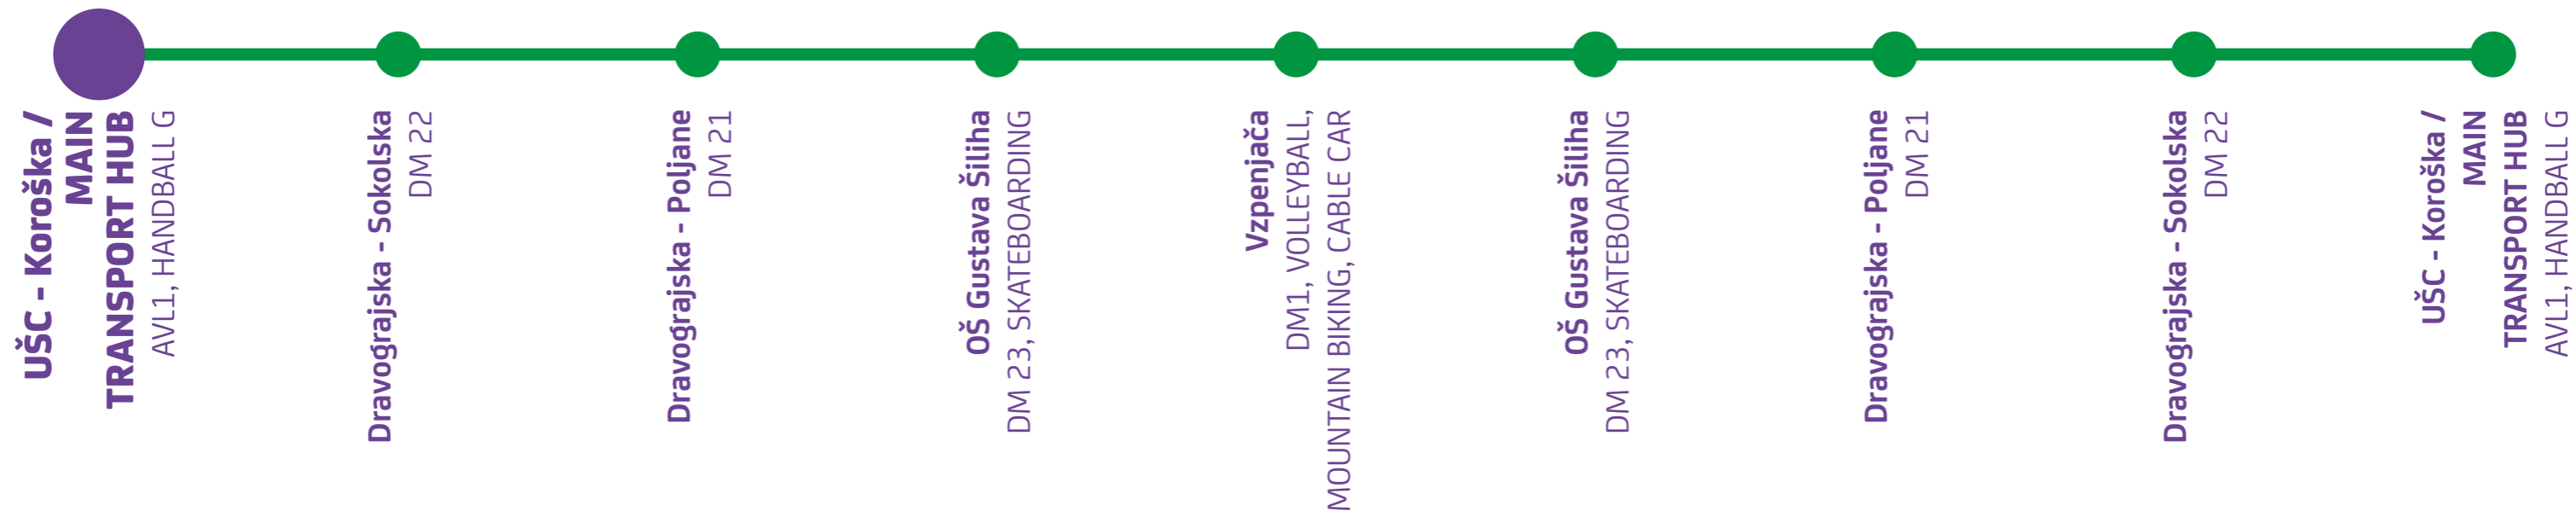 UŠC - Koroška /
MAIN
TRANSPORT HUB
AVL1, HANDBALL G
Dravograjska - Sokolska
DM 22
Dravograjska - Poljane
DM 21
OŠ Gustava Šiliha
DM 23, SKATEBOARDING
Vzpenjača
DM1, VOLLEYBALL,
MOUNTAIN BIKING, CABLE CAR
OŠ Gustava Šiliha
DM 23, SKATEBOARDING
Dravograjska - Poljane
DM 21
Dravograjska - Sokolska
DM 22
UŠC - Koroška /
MAIN
TRANSPORT HUB
AVL1, HANDBALL G